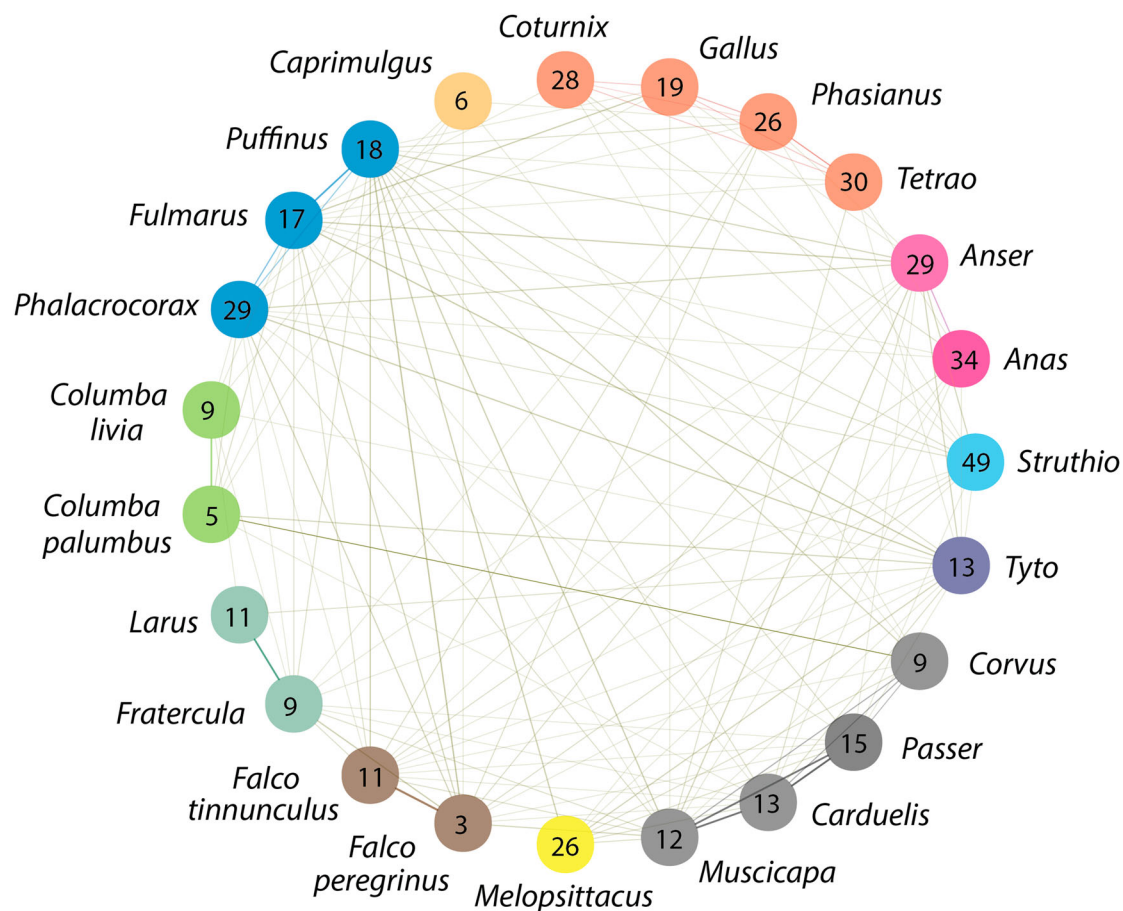 Coturnix
28
Gallus
19
Phasianus
26
Tetrao
30
Anser
29
Anas
34
Struthio
49
Tyto
13
Corvus
9
Passer
15
Carduelis
13
Muscicapa
12
Melopsittacus
26
Falco
peregrinus
3
Falco
tinnunculus
11
Fratercula
9
Larus
11
Columba
palumbus
5
Columba
livia
9
Phalacrocorax
29
Fulmarus
17
Puffinus
18
Caprimulgus
6